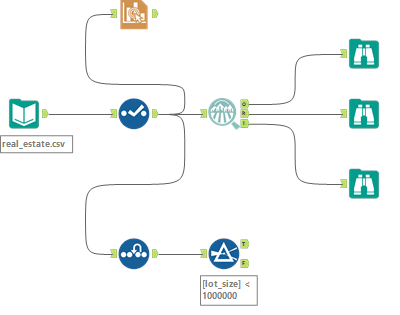 O
R
I
real_estate.csv
T
F
[lot_size] <
1000000